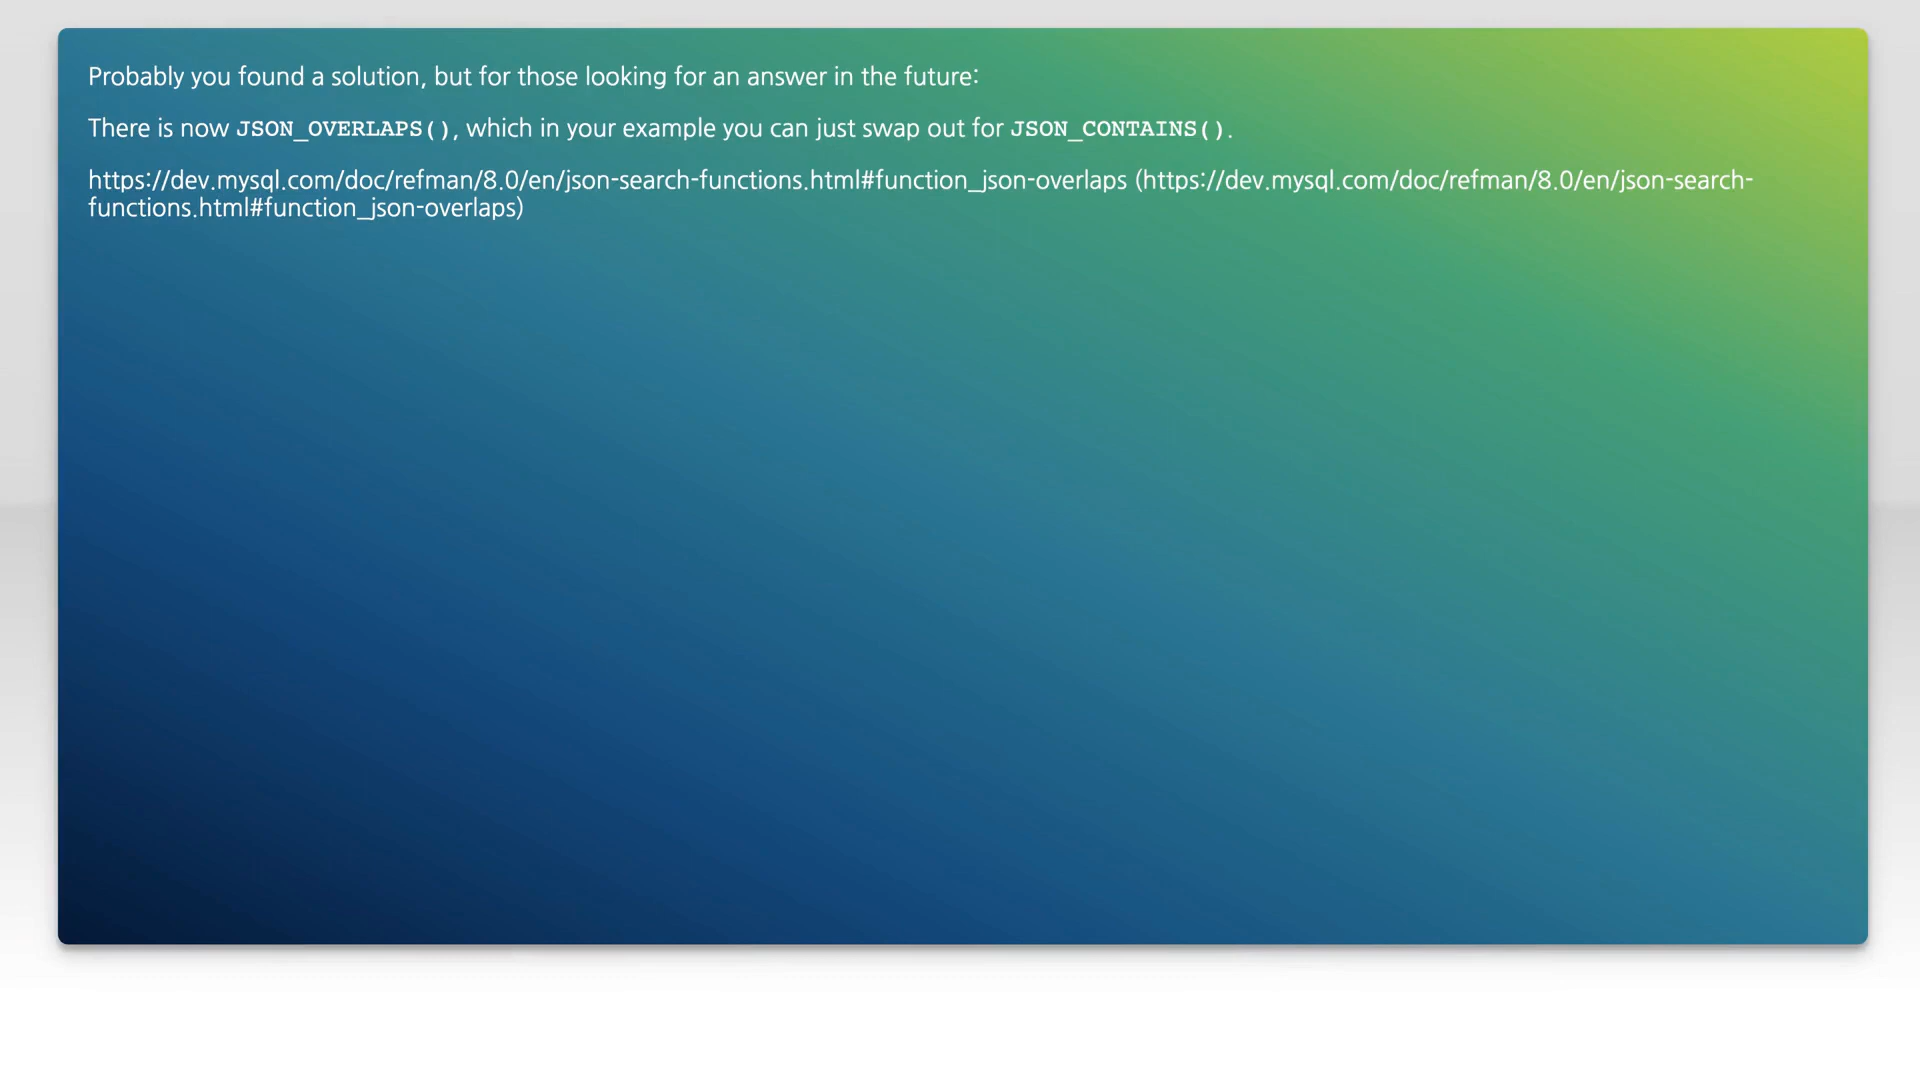 Probably you found a solution, but for those looking for an answer in the future:
There is now JSON_OVERLAPS(), which in your example you can just swap out for JSON_CONTAINS().
https://dev.mysql.com/doc/refman/8.0/en/json-search-functions.html#function_json-overlaps (https://dev.mysql.com/doc/refman/8.0/en/json-search-
functions.html#function_json-overlaps)